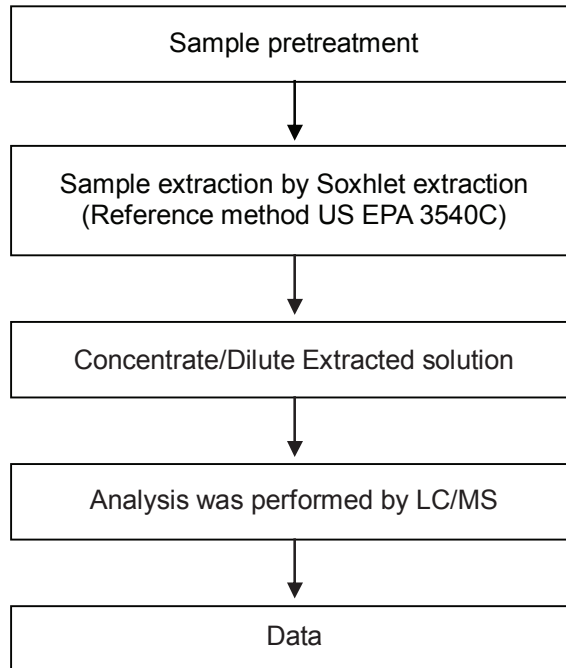 Sample pretreatment
Sample extraction by Soxhlet extraction
(Reference method US EPA 3540C)
Concentrate/Dilute Extracted solution
Analysis was performed by LC/MS
Data